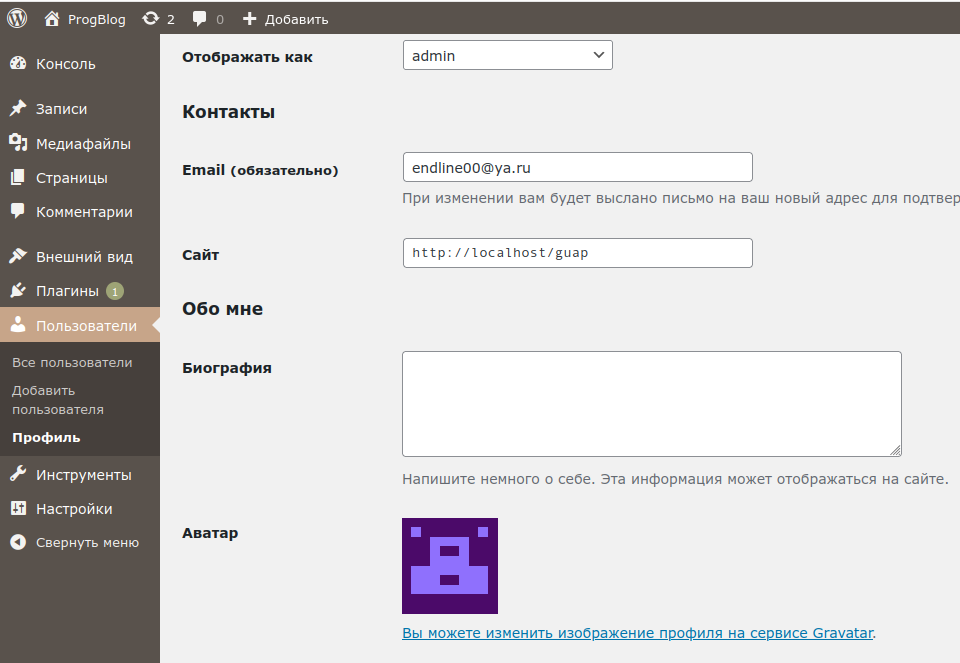 ProgBlog 2 0 Добавить
Консоль
Записи
Медиафайлы
Страницы
Комментарии
Внешний вид
Плагины 1
Пользователи
Все пользователи
Добавить
пользователя
Профиль
Инструменты
Настройки
Свернуть меню
Отображать как admin
Контакты
Email (обязательно) endline00@ya.ru
При изменении вам будет выслано письмо на ваш новый адрес для подтвер
Сайт http://localhost/guap
Обо мне
Биография
Напишите немного о себе. Эта информация может отображаться на сайте.
Аватар
Вы можете изменить изображение профиля на сервисе Gravatar.